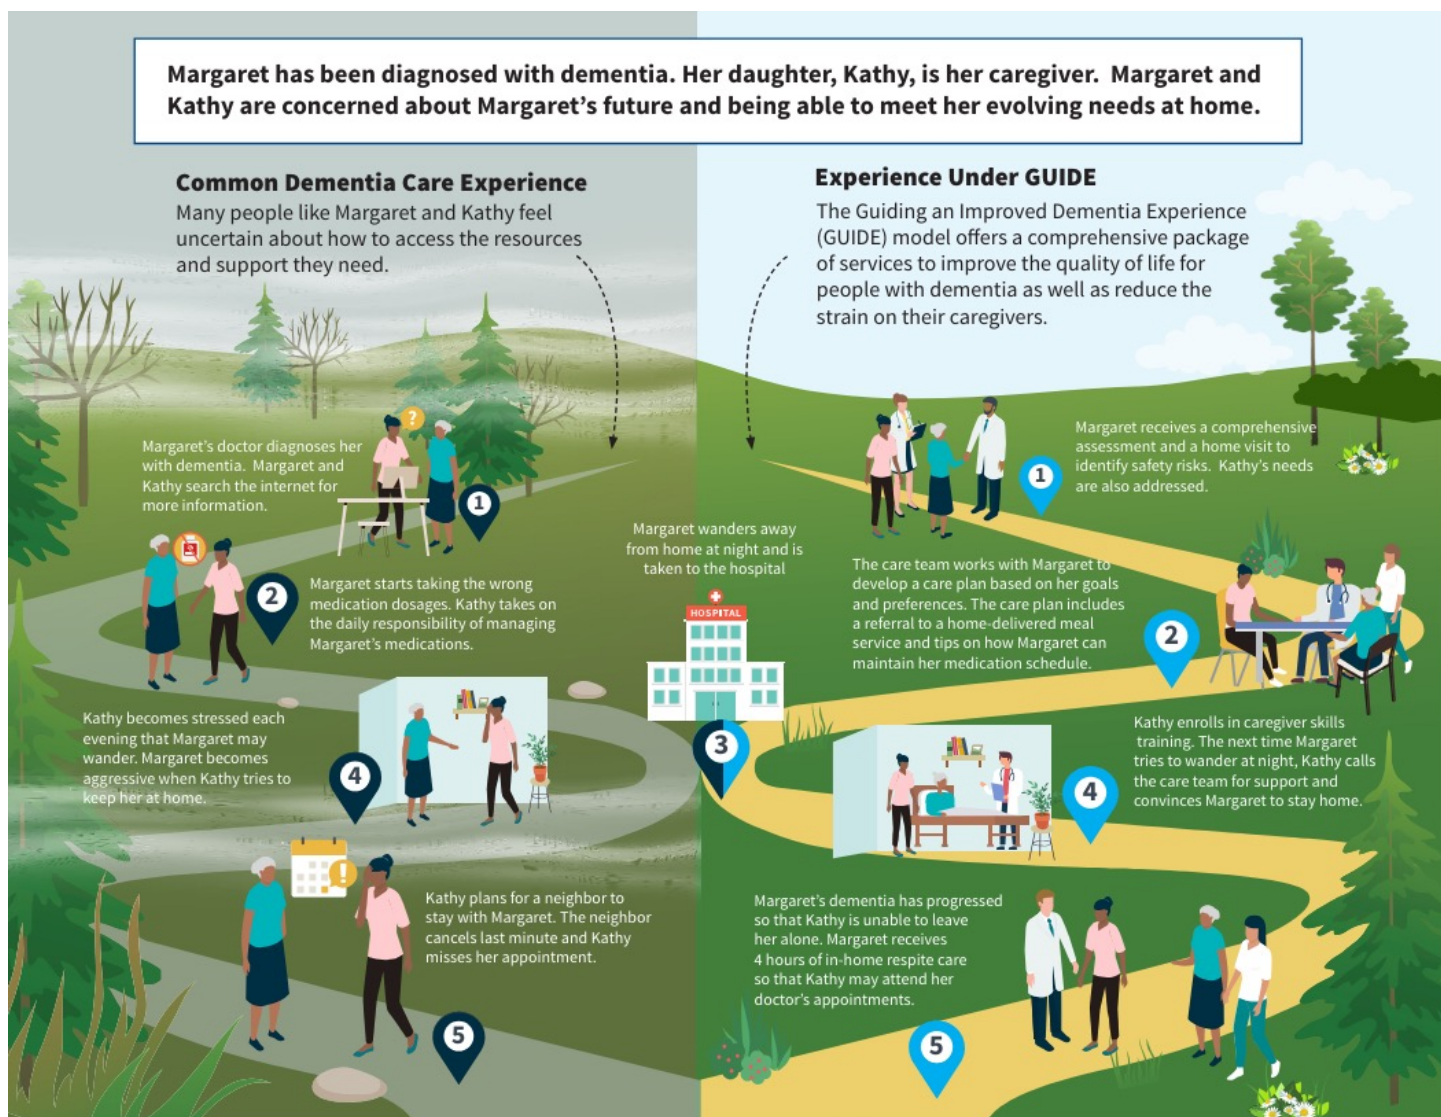 Margaret has been diagnosed with dementia. Her daughter, Kathy, is her caregiver. Margaret and
Kathy are concerned about Margaret's future and being able to meet her evolving needs at home.
Common Dementia Care Experience
Many people like Margaret and Kathy feel
uncertain about how to access the resources
and support they need.
Experience Under GUIDE
The Guiding an Improved Dementia Experience
(GUIDE) model offers a comprehensive package
of services to improve the quality of life for
people with dementia as well as reduce the
strain on their caregivers.
?
Margaret's doctor diagnoses her
with dementia. Margaret and
Kathy search the internet for
more information.
1
Margaret receives a comprehensive
assessment and a home visit to
identify safety risks. Kathy's needs
are also addressed.
1
Margaret starts taking the wrong
medication dosages. Kathy takes on
the daily responsibility of managing
Margaret's medications.
2
The care team works with Margaret to
develop a care plan based on her goals
and preferences. The care plan includes
a referral to a home-delivered meal
service and tips on how Margaret can
maintain her medication schedule.
2
Margaret wanders away
from home at night and is
taken to the hospital
HOSPITAL
3
Kathy becomes stressed each
evening that Margaret may
wander. Margaret becomes
aggressive when Kathy tries to
keep her at home.
4
Kathy enrolls in caregiver skills
training. The next time Margaret
tries to wander at night, Kathy calls
the care team for support and
convinces Margaret to stay home.
4
!
Kathy plans for a neighbor to
stay with Margaret. The neighbor
cancels last minute and Kathy
misses her appointment.
5
Margaret's dementia has progressed
so that Kathy is unable to leave
her alone. Margaret receives
4 hours of in-home respite care
so that Kathy may attend her
doctor's appointments.
5